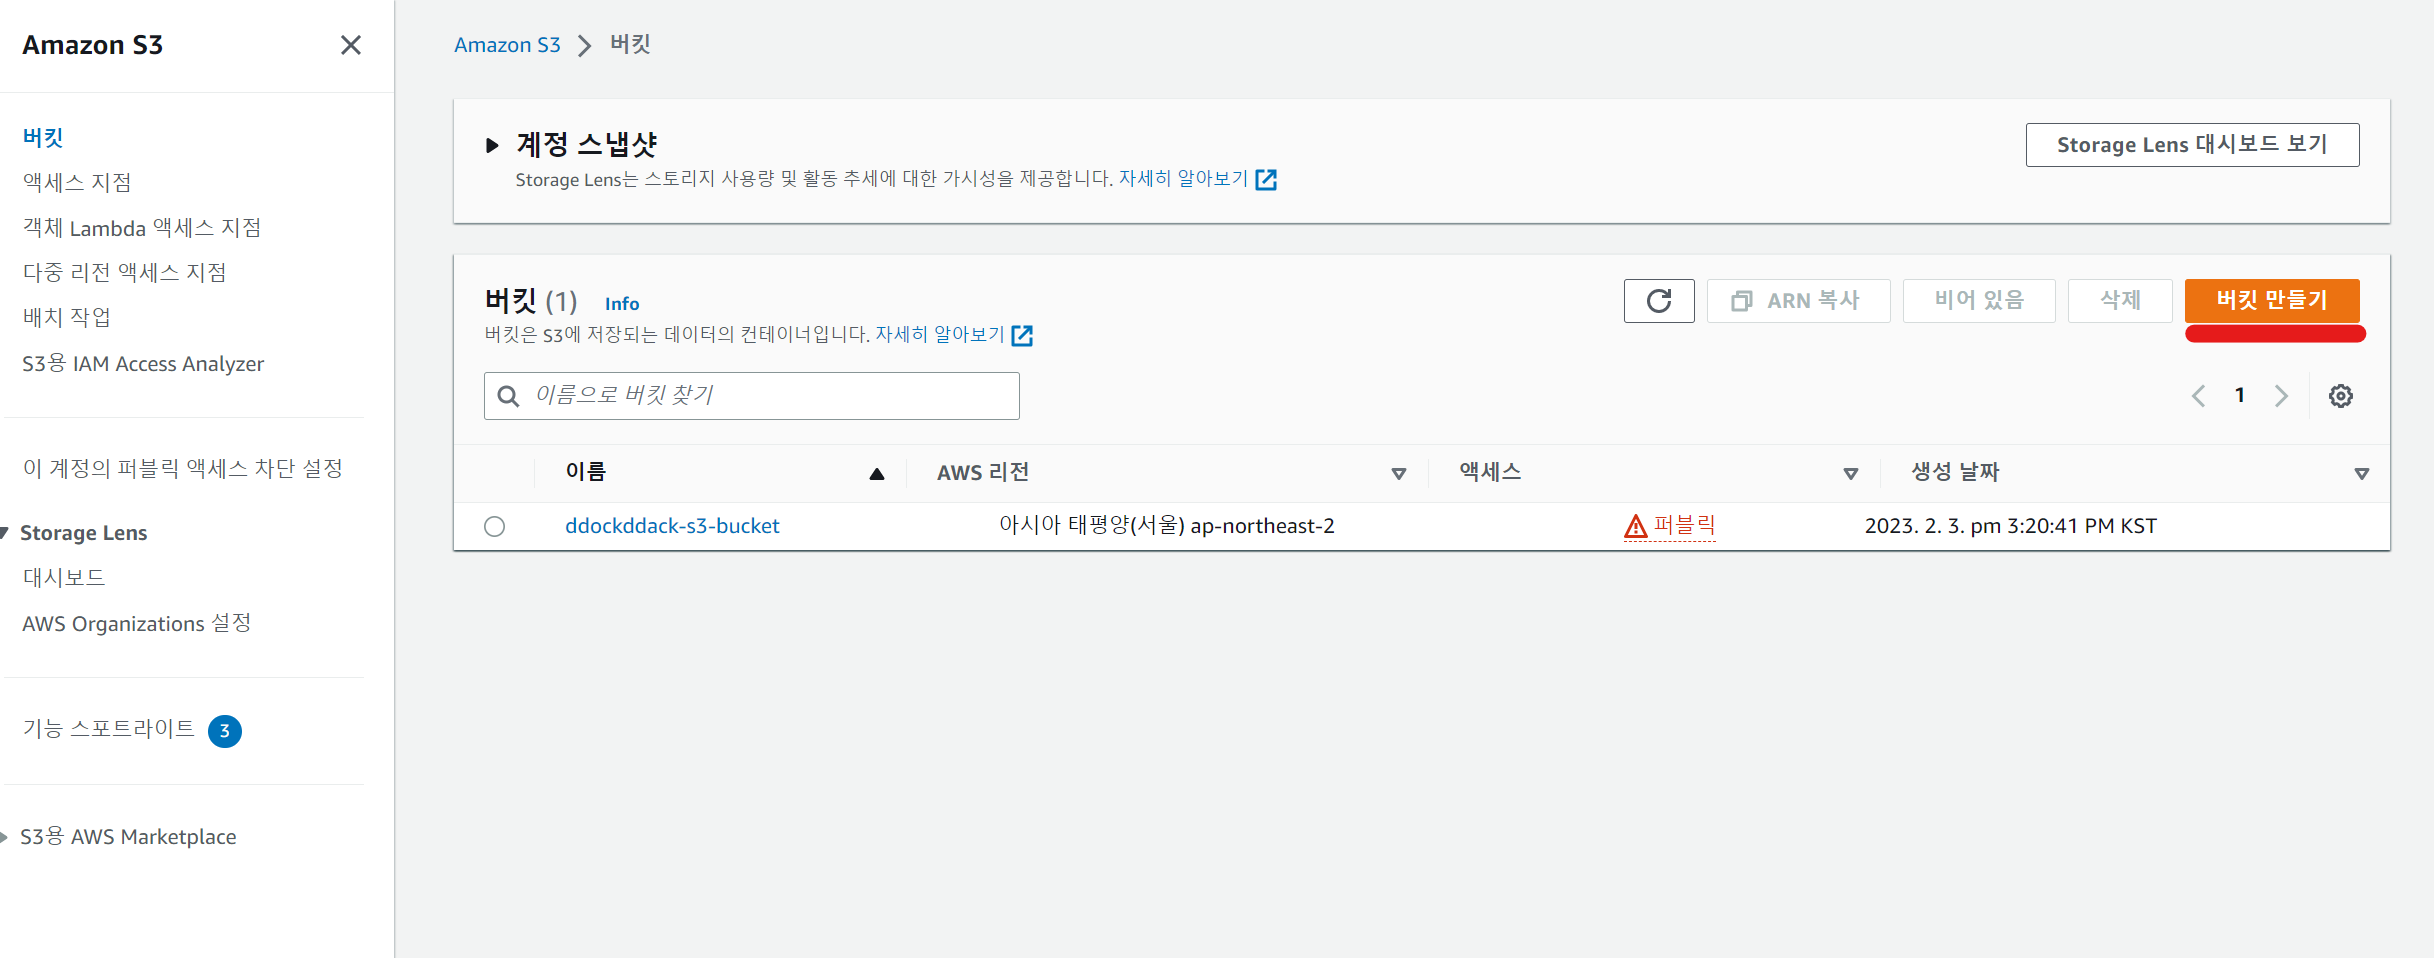 Amazon S3
버킷
액세스 지점
객체 Lambda 액세스 지점
다중 리전 액세스 지점
배치 작업
S3용 IAM Access Analyzer
이 계정의 퍼블릭 액세스 차단 설정
Storage Lens
대시보드
AWS Organizations 설정
기능 스포트라이트 3
S3용 AWS Marketplace
Amazon S3 버킷
계정 스냅샷
Storage Lens 대시보드 보기
Storage Lens는 스토리지 사용량 및 활동 추세에 대한 가시성을 제공합니다. 자세히 알아보기
버킷 (1) Info
ARN 복사 비어 있음 삭제 버킷 만들기
버킷은 S3에 저장되는 데이터의 컨테이너입니다. 자세히 알아보기
이름으로 버킷 찾기
1
이름 AWS 리전 액세스 생성 날짜
ddockddack-s3-bucket 아시아 태평양(서울) ap-northeast-2 퍼블릭 2023. 2. 3. pm 3:20:41 PM KST